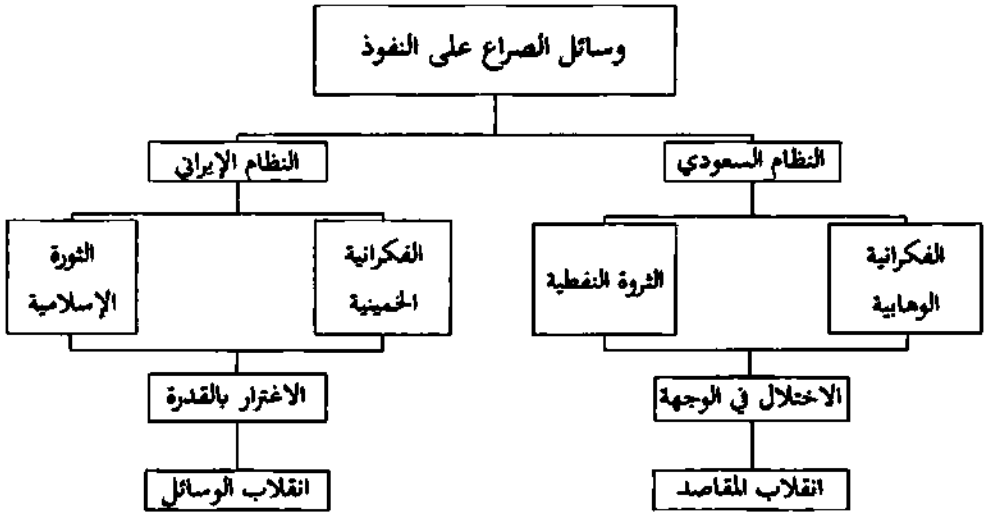 وسائل الصراع على النفوذ
النظام السعودي
النظام الإيراني
الفكرانية
الوهابية
الثروة النفطية
الفكرانية
الخمينية
الثورة
الإسلامية
الاختلال في الوجهة
الاغترار بالقدرة
انقلاب المقاصد
انقلاب الوسائل